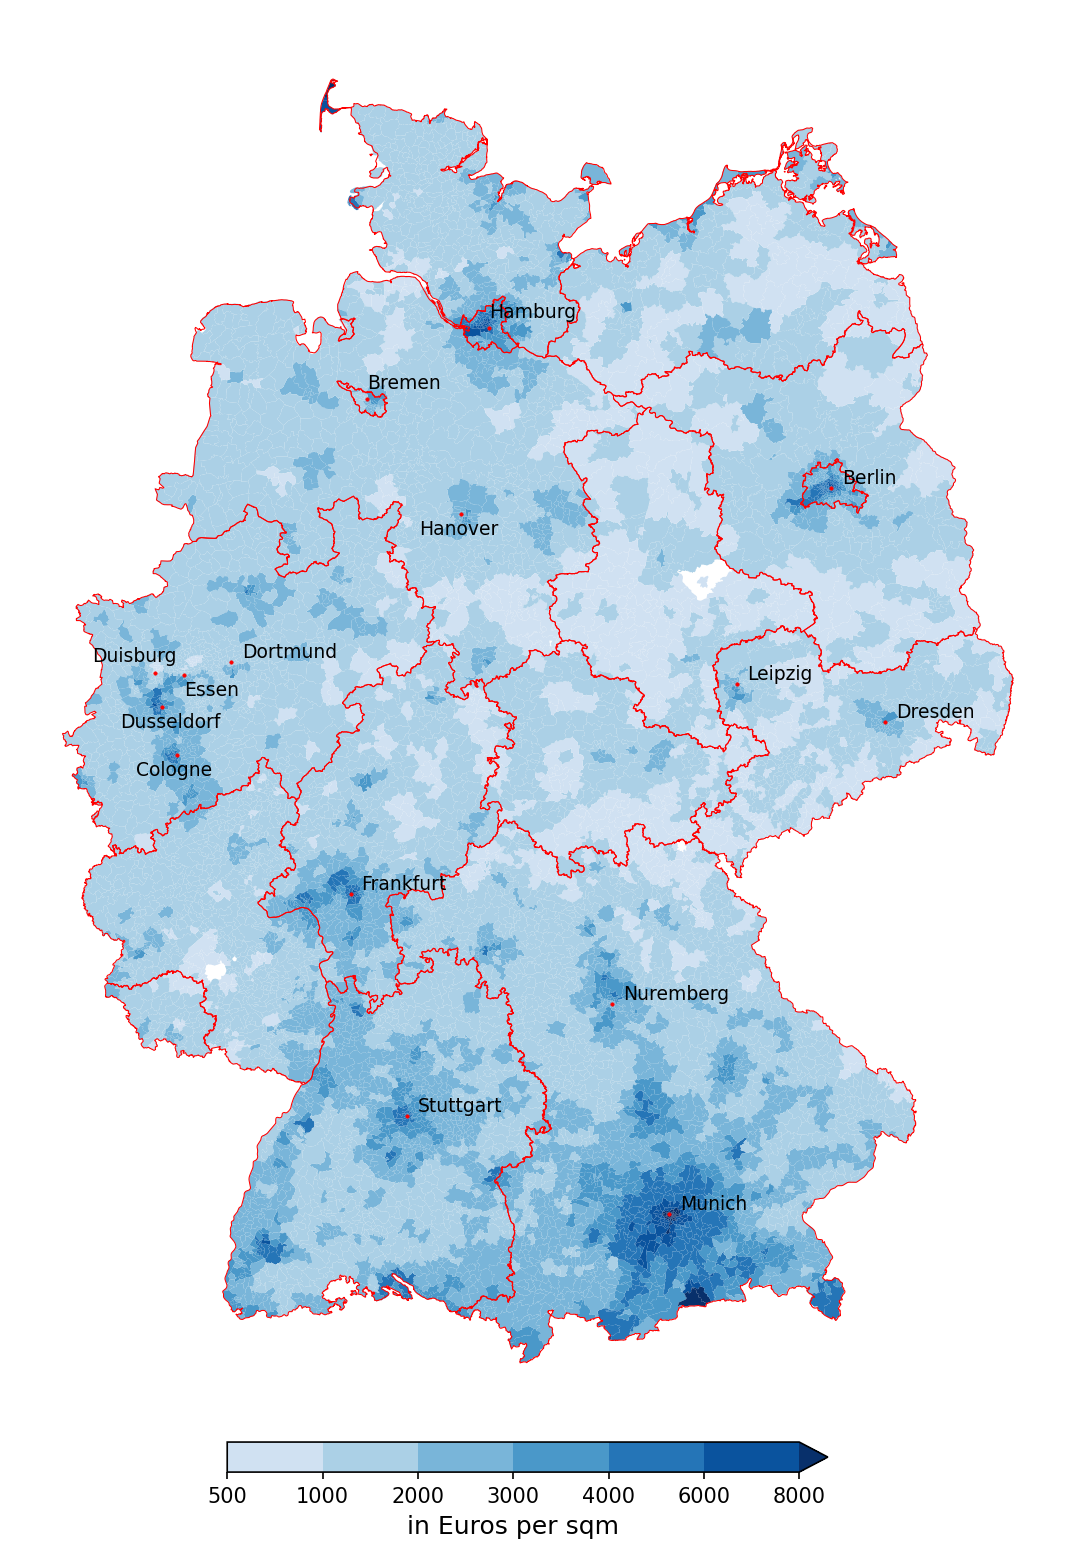 Hamburg
Bremen
Berlin
Hanover
Dortmund
Duisburg
Essen
Leipzig
Dusseldorf
Dresden
Cologne
Frankfurt
Nuremberg
Stuttgart
Munich
500 1000 2000 3000 4000 6000 8000
in Euros per sqm